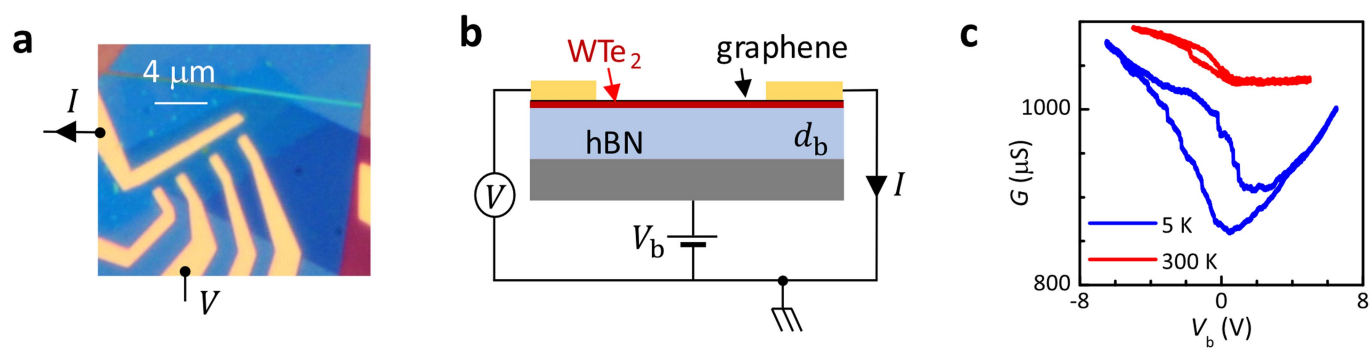 a
4 μm
I
V
b
WTe2
graphene
hBN
db
V
I
Vb
c
G (μS)
1000
800
5 K
300 K
-8
0
8
Vb (V)